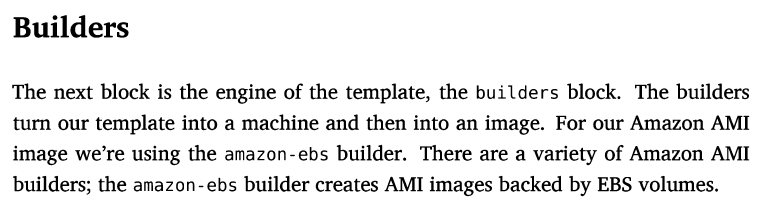 Builders
The next block is the engine of the template, the builders block. The builders
turn our template into a machine and then into an image. For our Amazon AMI
image we’re using the amazon-ebs builder. There are a variety of Amazon AMI
builders; the amazon-ebs builder creates AMI images backed by EBS volumes.